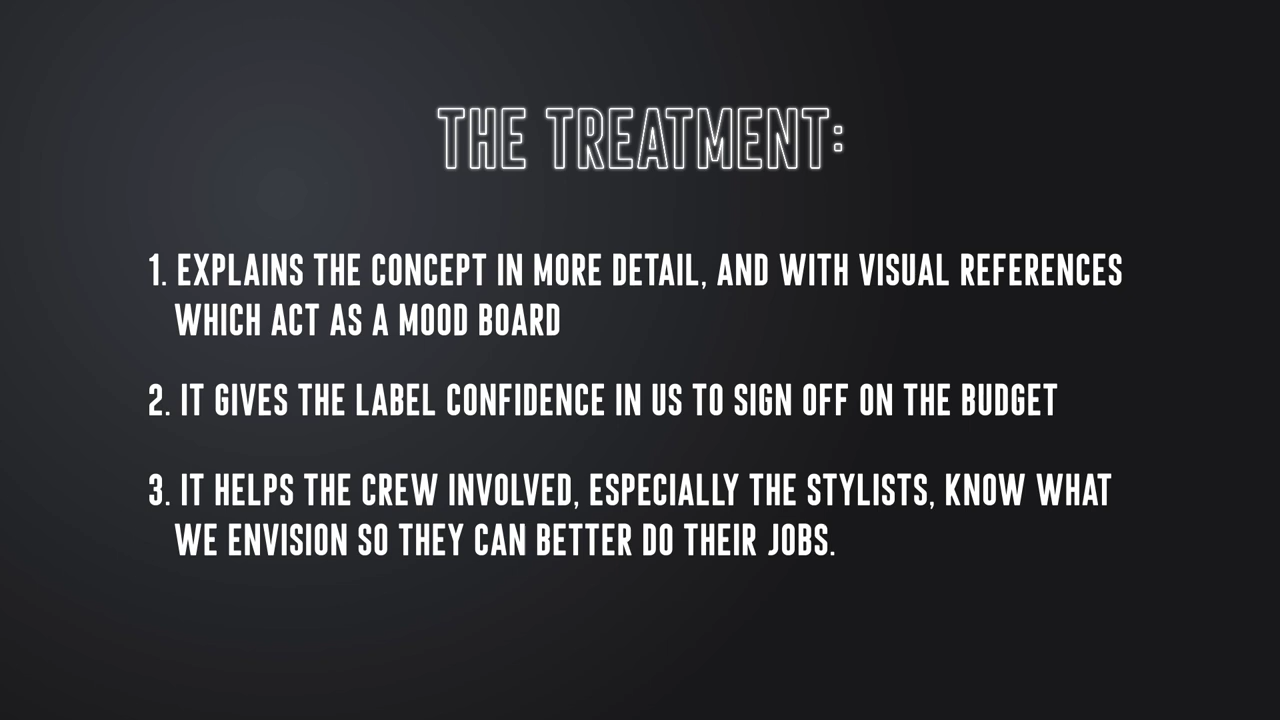 THE TREATMENT:
1. EXPLAINS THE CONCEPT IN MORE DETAIL, AND WITH VISUAL REFERENCES
WHICH ACT AS A MOOD BOARD
2. IT GIVES THE LABEL CONFIDENCE IN US TO SIGN OFF ON THE BUDGET
3. IT HELPS THE CREW INVOLVED, ESPECIALLY THE STYLISTS, KNOW WHAT
WE ENVISION SO THEY CAN BETTER DO THEIR JOBS.